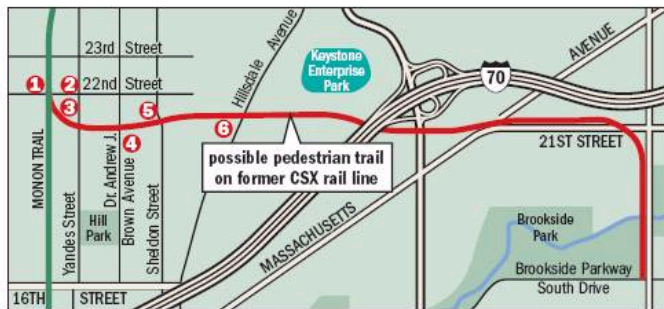 23rd Street
22nd Street
1
2
3
4
5
6
MONON TRAIL
Yandes Street
Hill
Park
Dr. Andrew J.
Brown Avenue
Sheldon Street
Hillsdale Avenue
Keystone
Enterprise
Park
70
AVENUE
MASSACHUSETTS
possible pedestrian trail
on former CSX rail line
21ST STREET
Brookside
Park
Brookside Parkway
South Drive
16TH STREET